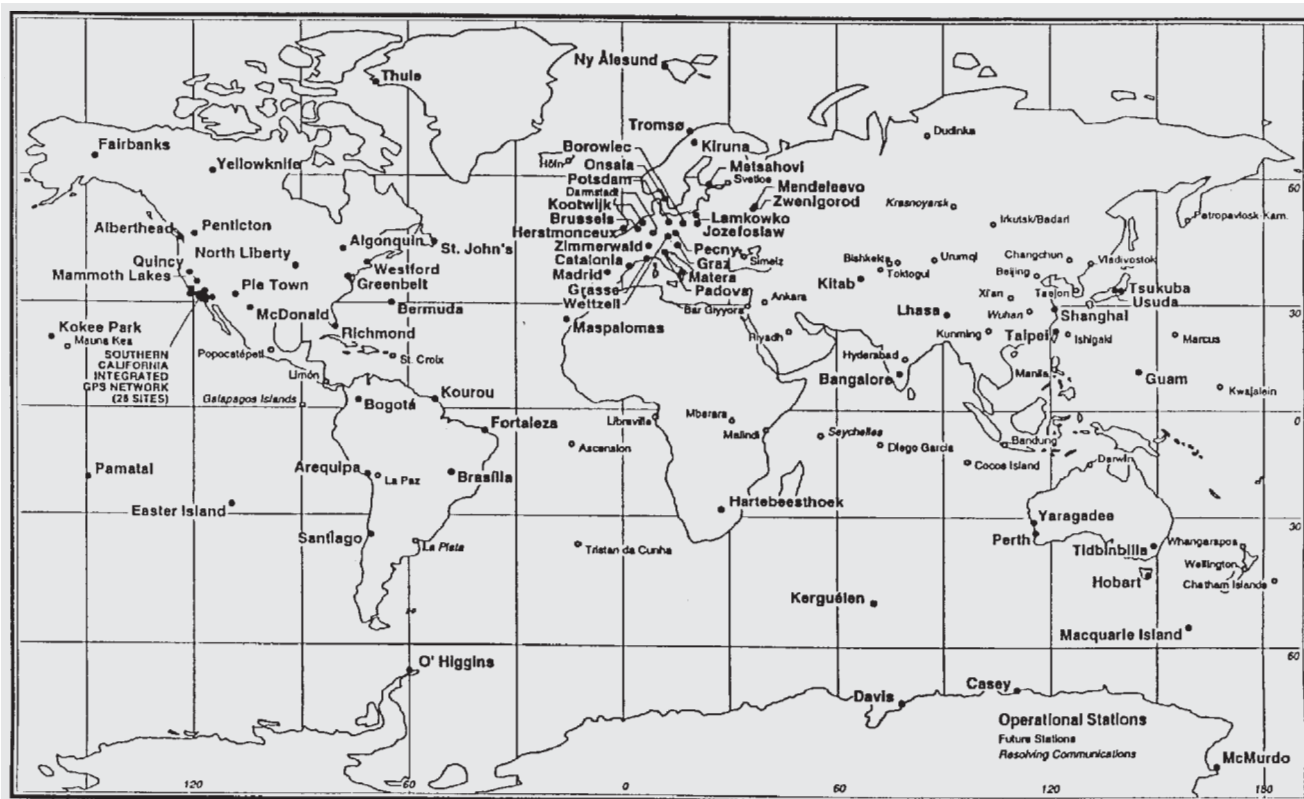 Ny Ålesund
Thule
Tromsø
Dudinka
Fairbanks
Borowiec
Kiruna
Höfn
Onsala
Metsahovi
Yellowknife
Potsdam
Svetloe
Darmstadt
Mendeleevo
60
Kootwijk
Zwenigorod
Krasnoyarsk
Brussels
Lamkowko
Irkutsk/Badari
Petropavlosk-Kam.
Alberthead
Penticton
Herstmonceux
Jozefoslaw
Algonquin
St. John's
Zimmerwald
Pecny
North Liberty
Catalonia
Graz
Simeiz
Bishkek
Urumqi
Changchun
Vladivostok
Quincy
Westford
Madrid
Matera
Toktogul
Beijing
Mammoth Lakes
Greenbelt
Grasse
Padova
Kitab
Xi'an
Taejon
Tsukuba
Pie Town
Wettzell
Ankara
Usuda
Bermuda
Bar Giyyora
Lhasa
Wuhan
Shanghai
McDonald
Maspalomas
Kokee Park
Richmond
Riyadh
Kunming
Taipei
Ishigaki
Marcus
Mauna Kea
SOUTHERN
CALIFORNIA
INTEGRATED
GPS NETWORK
(28 SITES)
Popocatépetl
St. Croix
Hyderabad
Limón
Bangalore
Manila
Guam
Kwajalein
Galapagos Islands
Bogotá
Kourou
Mbarara
0
Fortaleza
Libreville
Malindi
Seychelles
Bandung
Ascension
Diego Garcia
Cocos Island
Darwin
Pamatai
Arequipa
La Paz
Brasília
Easter Island
Hartebeesthoek
Yaragadee
30
Santiago
La Plata
Tristan da Cunha
Perth
Tidbinbilla
Whangarapoa
Wellington
Hobart
Chatham Islands
Kerguélen
Macquarie Island
60
O' Higgins
Davis
Casey
Operational Stations
Future Stations
Resolving Communications
McMurdo
120
60
0
60
120
180